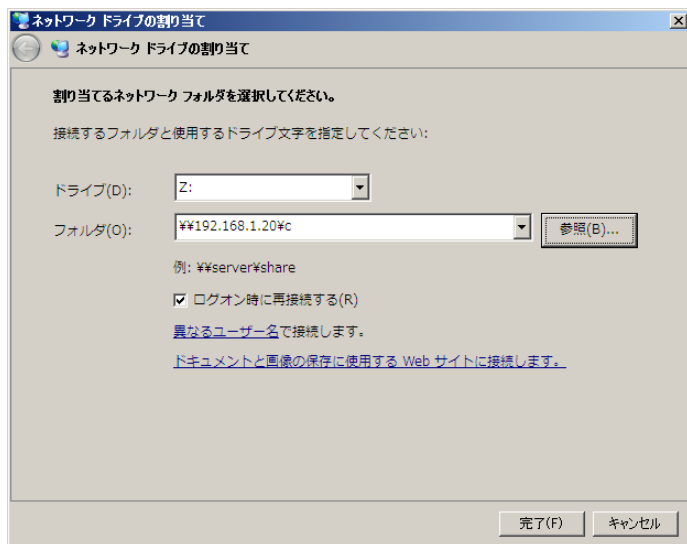 ネットワーク ドライブの割り当て
ネットワーク ドライブの割り当て
割り当てるネットワーク フォルダを選択してください。
接続するフォルダと使用するドライブ文字を指定してください:
ドライブ(D): Z:
フォルダ(O): ¥¥192.168.1.20¥c 参照(B)...
例: ¥¥server¥share
ログオン時に再接続する(R)
異なるユーザー名で接続します。
ドキュメントと画像の保存に使用する Web サイトに接続します。
完了(F) キャンセル